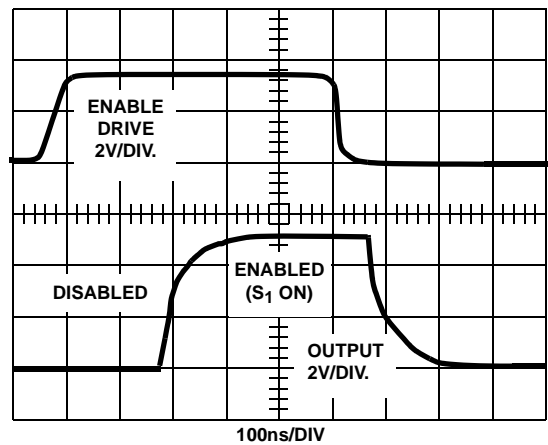 ENABLE
DRIVE
2V/DIV.
DISABLED
ENABLED
(S1 ON)
OUTPUT
2V/DIV.
100ns/DIV